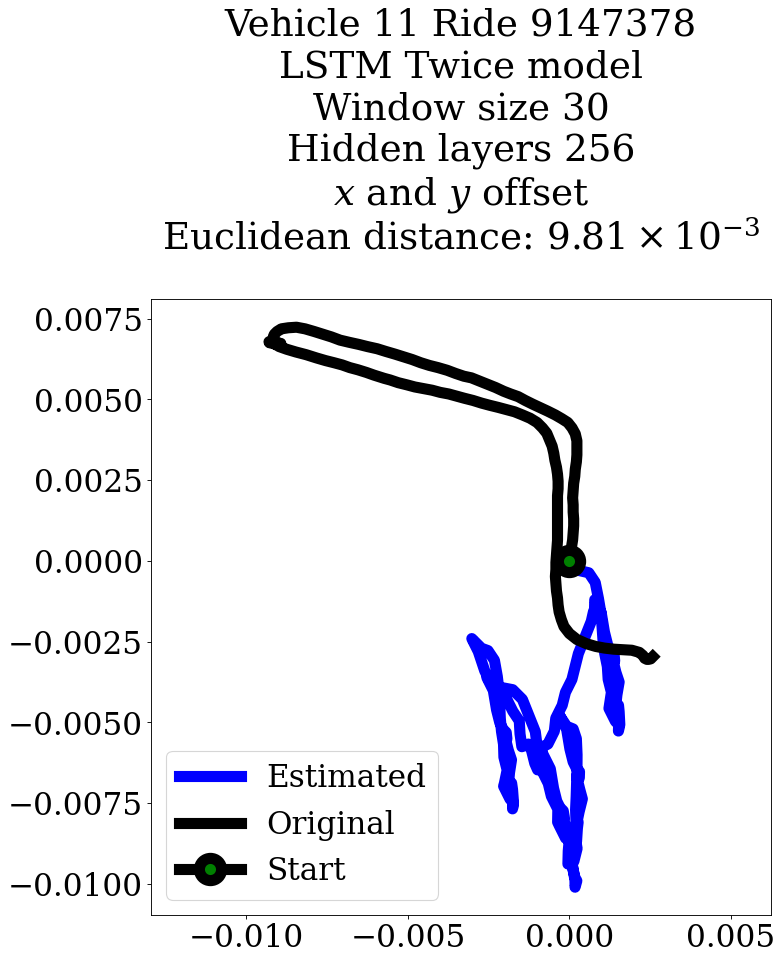 Vehicle 11 Ride 9147378
LSTM Twice model
Window size 30
Hidden layers 256
x and y offset
Euclidean distance: 9.81 × 10⁻³
0.0075
0.0050
0.0025
0.0000
−0.0025
−0.0050
−0.0075
−0.0100
Estimated
Original
Start
−0.010
−0.005
0.000
0.005